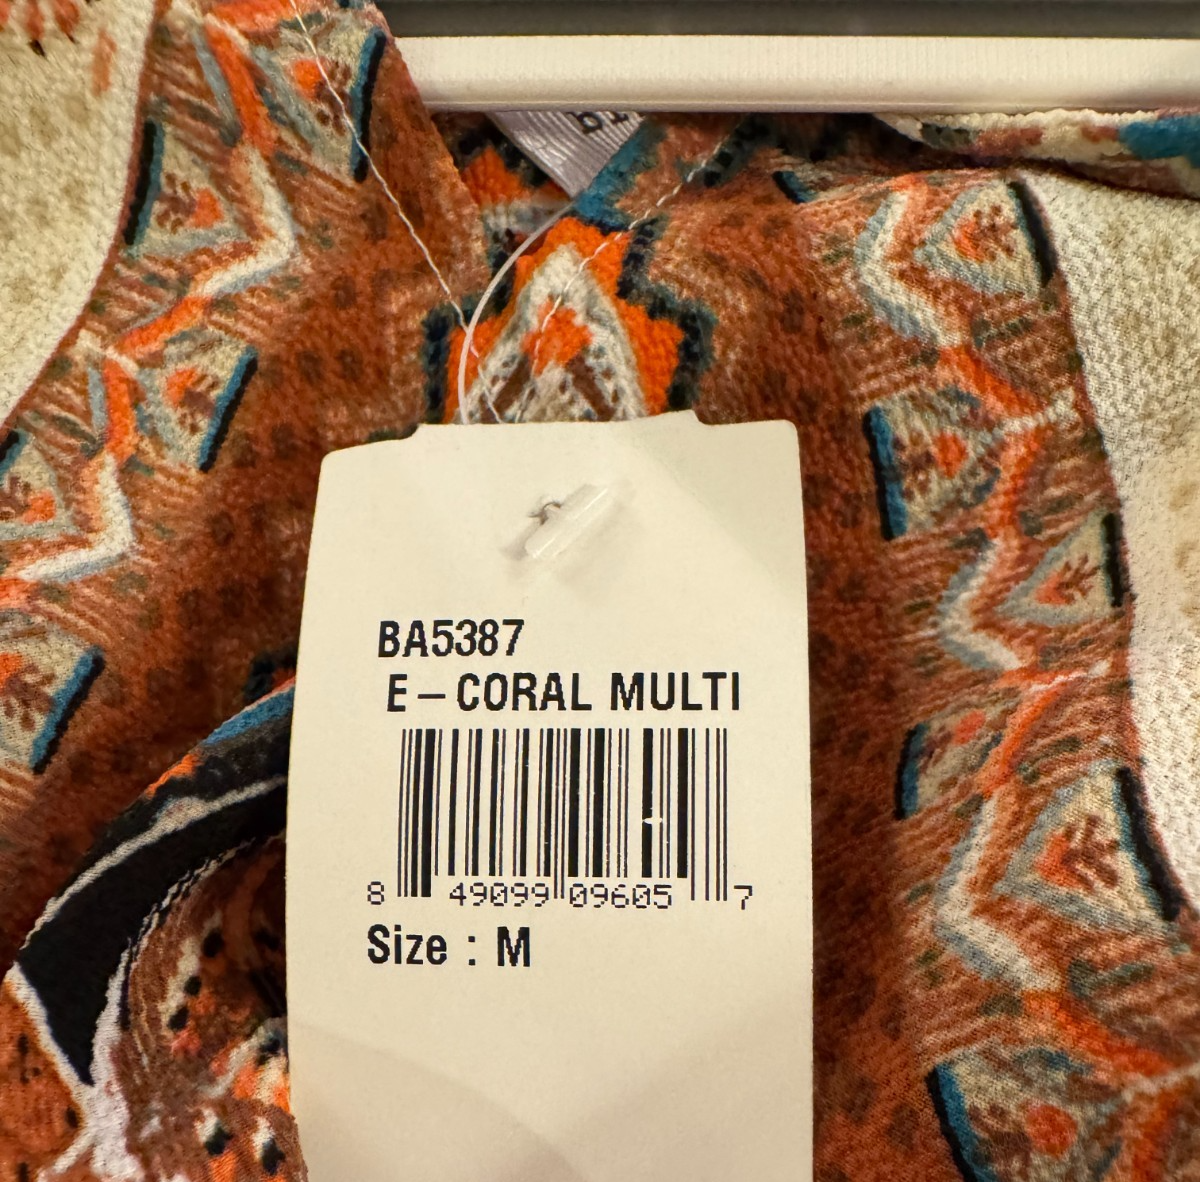 BA5387
E-CORAL MULTI
8 49099 09605 7
Size : M